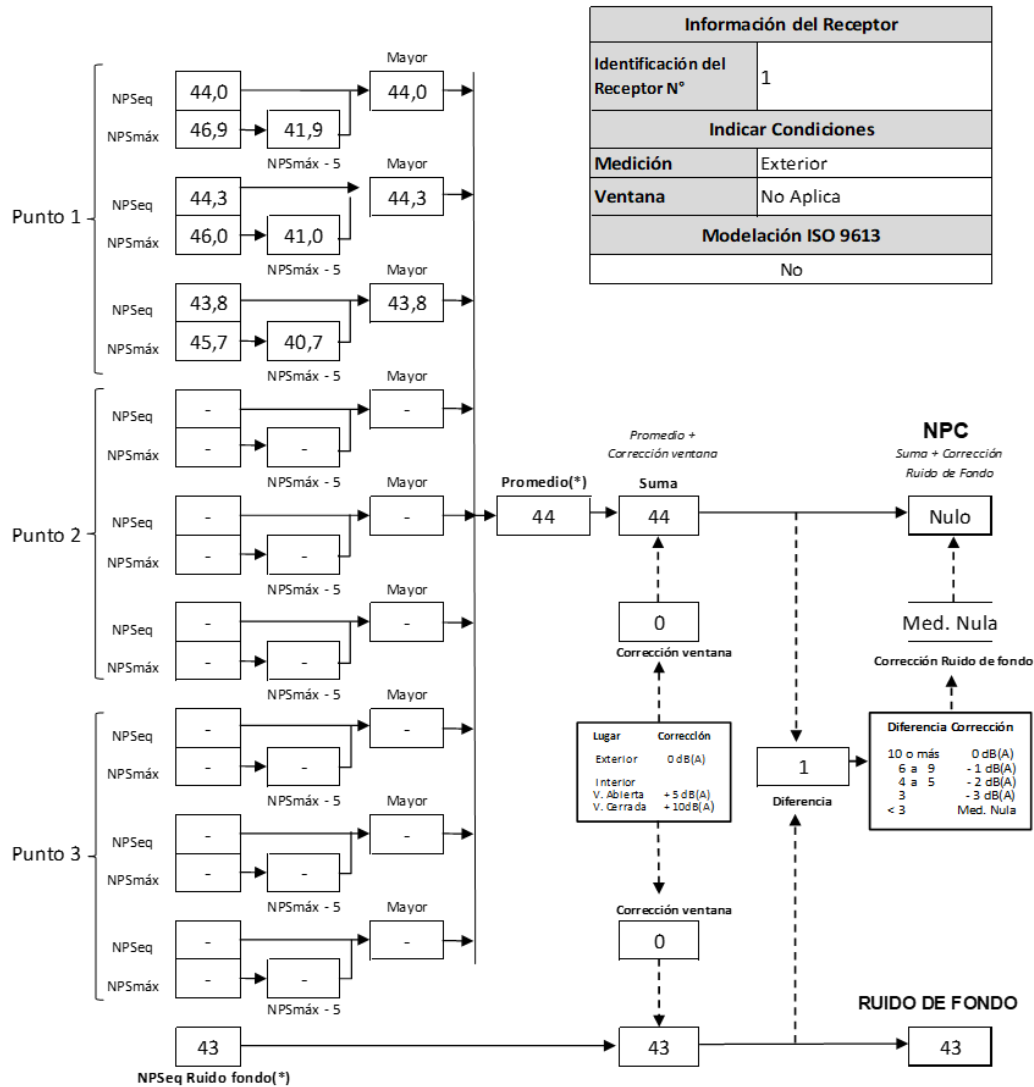 Información del Receptor
Identificación del Receptor N°
1
Indicar Condiciones
Medición
Exterior
Ventana
No Aplica
Modelación ISO 9613
No
Punto 1
NPSeq
44,0
Mayor
44,0
NPSmáx
46,9
41,9
NPSmáx - 5
NPSeq
44,3
Mayor
44,3
NPSmáx
46,0
41,0
NPSmáx - 5
NPSeq
43,8
Mayor
43,8
NPSmáx
45,7
40,7
NPSmáx - 5
Punto 2
NPSeq
-
Mayor
-
NPSmáx
-
-
NPSmáx - 5
NPSeq
-
Mayor
-
NPSmáx
-
-
NPSmáx - 5
NPSeq
-
Mayor
-
NPSmáx
-
-
NPSmáx - 5
Punto 3
NPSeq
-
Mayor
-
NPSmáx
-
-
NPSmáx - 5
NPSeq
-
Mayor
-
NPSmáx
-
-
NPSmáx - 5
NPSeq
-
Mayor
-
NPSmáx
-
-
NPSmáx - 5
Promedio(*)
44
Promedio +
Corrección ventana
Suma
44
NPC
Suma + Corrección
Ruido de Fondo
Nulo
0
Corrección ventana
Med. Nula
Corrección Ruido de fondo
Lugar Corrección
Exterior 0 dB(A)
Interior
V. Abierta + 5 dB(A)
V. Cerrada + 10dB(A)
1
Diferencia
Diferencia Corrección
10 o más 0 dB(A)
6 a 9 - 1 dB(A)
4 a 5 - 2 dB(A)
3 - 3 dB(A)
< 3 Med. Nula
Corrección ventana
0
43
NPSeq Ruido fondo(*)
43
RUIDO DE FONDO
43